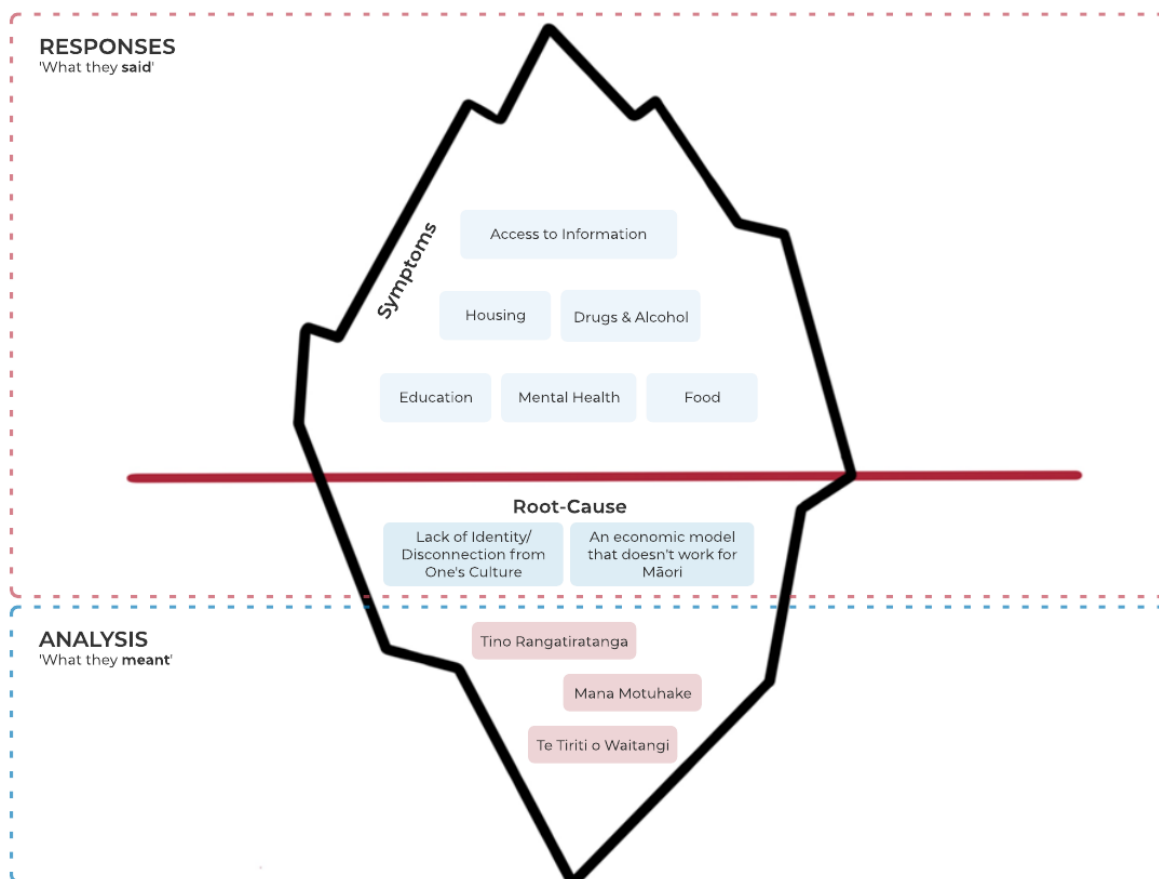 RESPONSES
'What they said'
Symptoms
Access to Information
Housing
Drugs & Alcohol
Education
Mental Health
Food
Root-Cause
Lack of Identity/
Disconnection from
One's Culture
An economic model
that doesn't work for
Māori
ANALYSIS
'What they meant'
Tino Rangatiratanga
Mana Motuhake
Te Tiriti o Waitangi